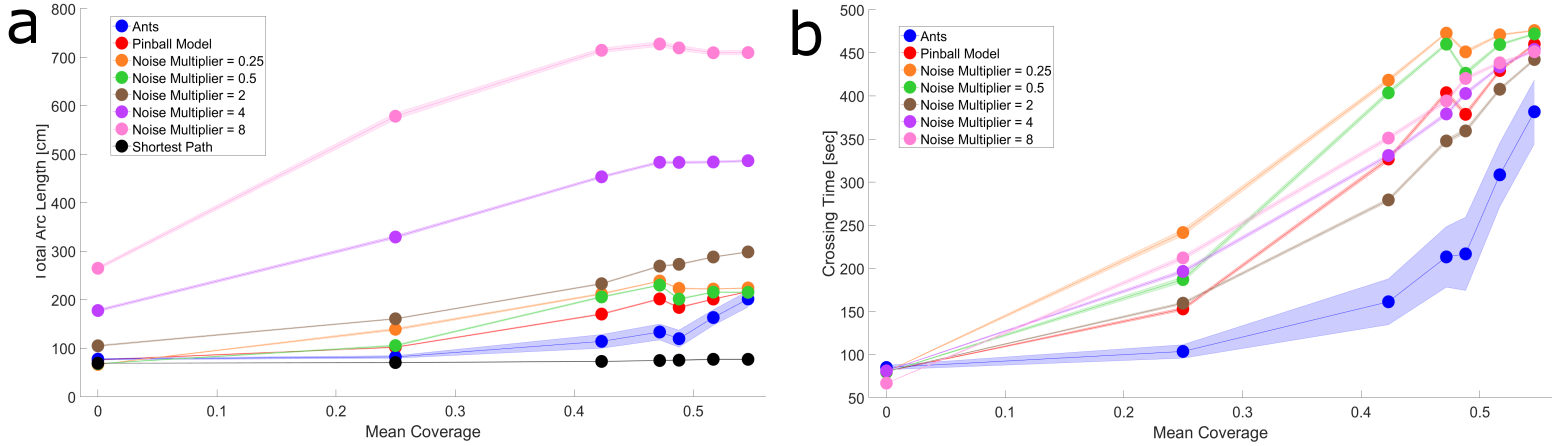 a
800
700
600
500
400
300
200
100
0
Total Arc Length [cm]
Ants
Pinball Model
Noise Multiplier = 0.25
Noise Multiplier = 0.5
Noise Multiplier = 2
Noise Multiplier = 4
Noise Multiplier = 8
Shortest Path
0 0.1 0.2 0.3 0.4 0.5
Mean Coverage
b
500
450
400
350
300
250
200
150
100
50
Crossing Time [sec]
Ants
Pinball Model
Noise Multiplier = 0.25
Noise Multiplier = 0.5
Noise Multiplier = 2
Noise Multiplier = 4
Noise Multiplier = 8
0 0.1 0.2 0.3 0.4 0.5
Mean Coverage